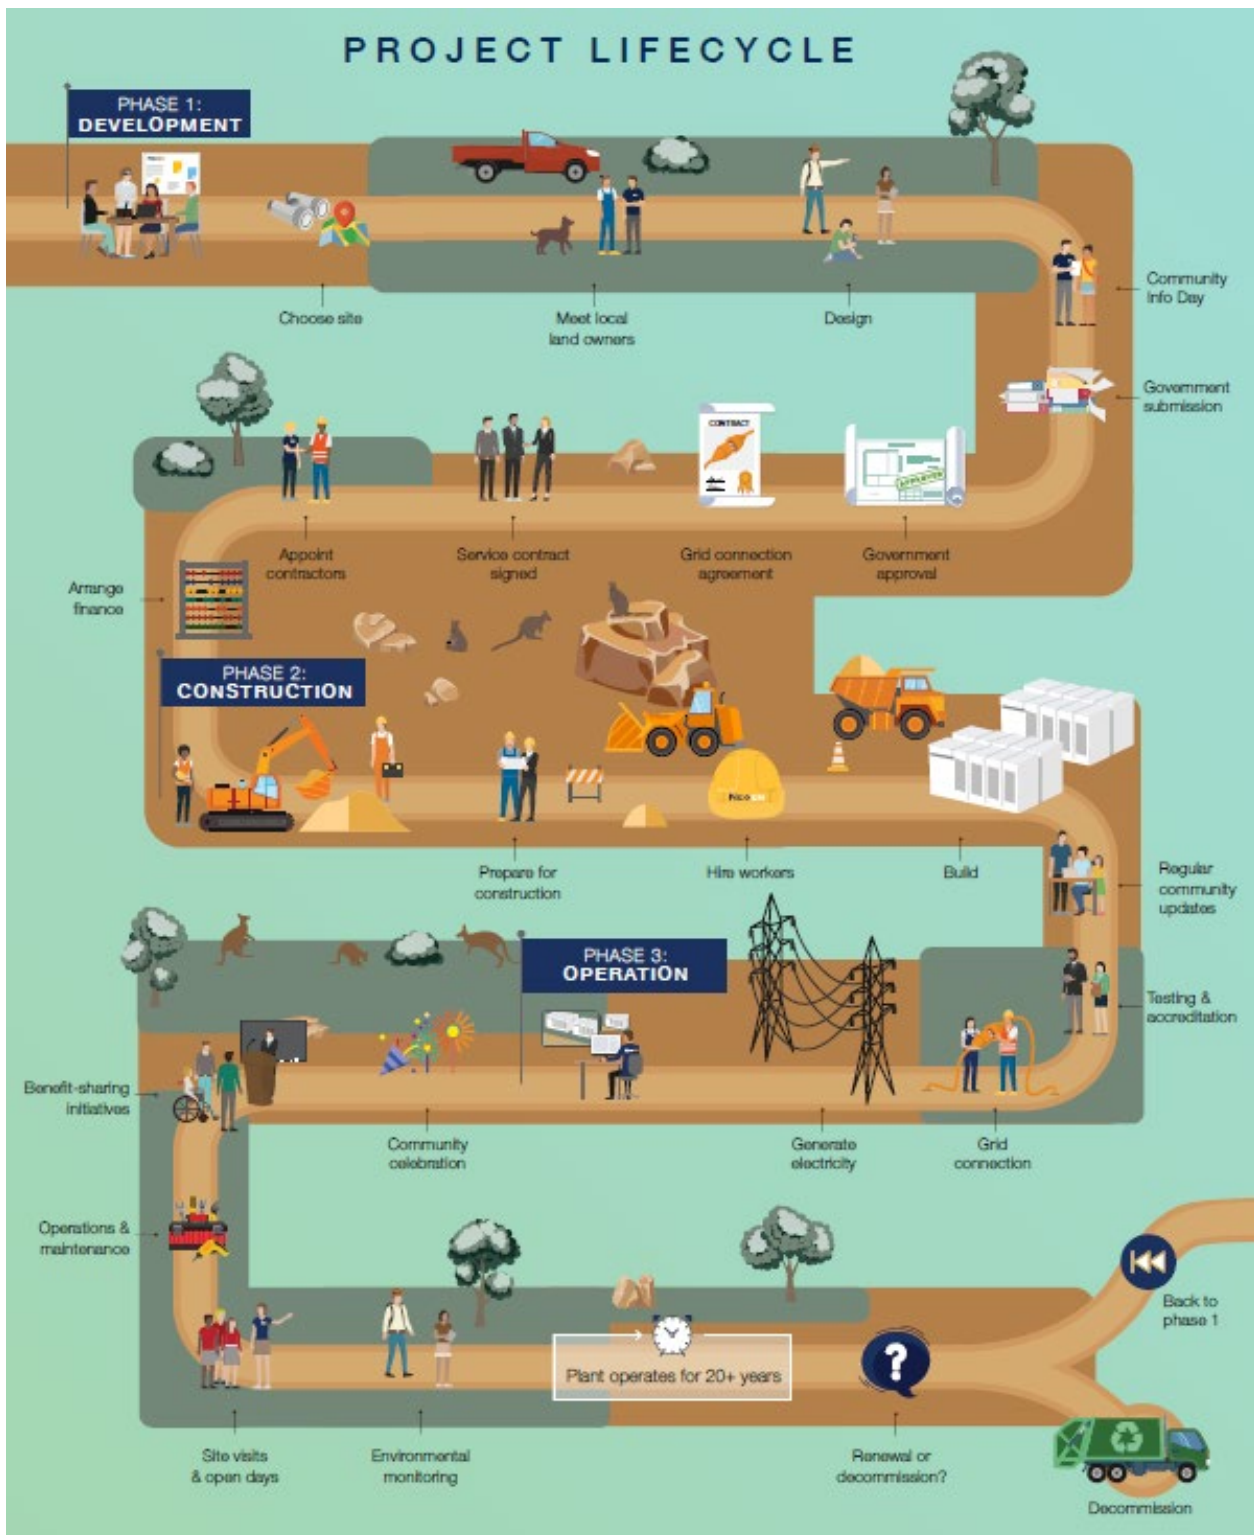 PROJECT LIFECYCLE
PHASE 1:
DEVELOPMENT
Choose site
Meet local
land owners
Design
Community
Info Day
Government
submission
CONTRACT
APPROVED
Government
approval
Grid connection
agreement
Service contract
signed
Appoint
contractors
Arrange
finance
PHASE 2:
CONSTRUCTION
Prepare for
construction
Hire workers
Build
Regular
community
updates
Testing &
accreditation
Grid
connection
Generate
electricity
PHASE 3:
OPERATION
Community
celebration
Benefit-sharing
initiatives
Operations &
maintenance
Site visits
& open days
Environmental
monitoring
Plant operates for 20+ years
?
Renewal or
decommission?
Back to
phase 1
Decommission